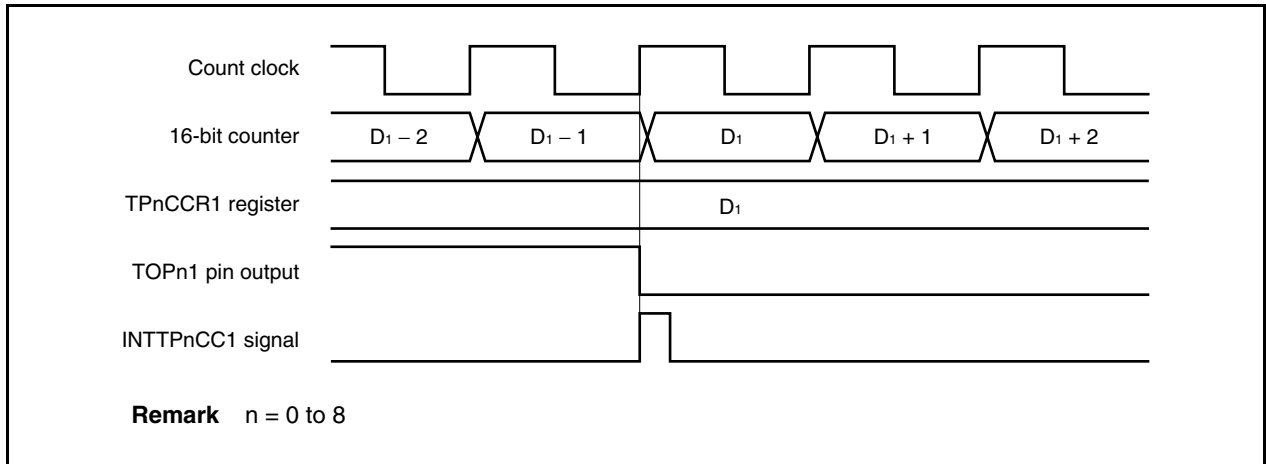 Count clock
16-bit counter D1 − 2 D1 − 1 D1 D1 + 1 D1 + 2
TPnCCR1 register D1
TOPn1 pin output
INTTPnCC1 signal
Remark n = 0 to 8